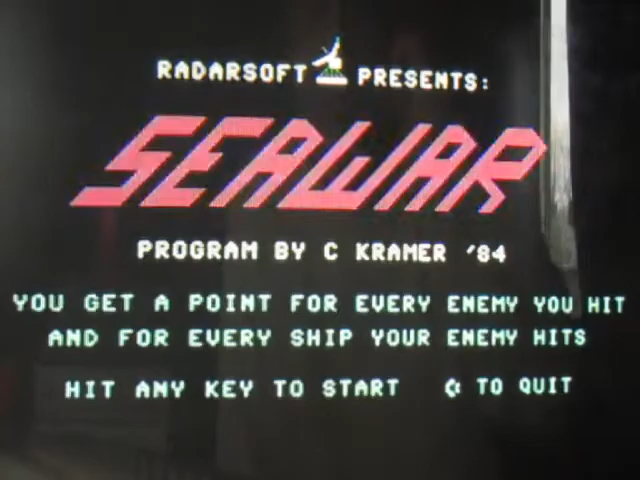 RADARSOFT PRESENTS:
SEAWAR
PROGRAM BY C KRAMER '84
YOU GET A POINT FOR EVERY ENEMY YOU HIT
AND FOR EVERY SHIP YOUR ENEMY HITS
HIT ANY KEY TO START C= TO QUIT